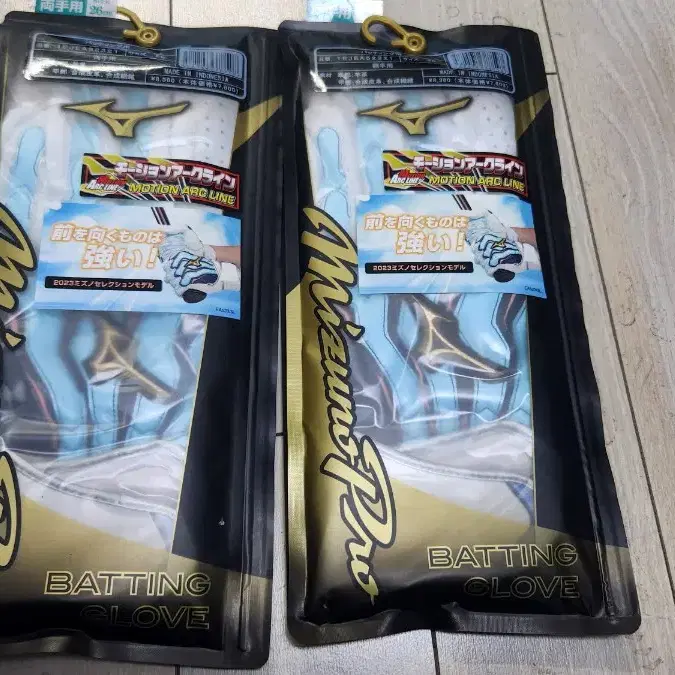 両手用
MADE IN INDONESIA
モーションアークライン
MOTION ARC LINE
前を向くものは
強い!
2023ミズノセレクションモデル
BATTING
GLOVE
両手用
MADE IN INDONESIA
モーションアークライン
MOTION ARC LINE
前を向くものは
強い!
2023ミズノセレクションモデル
Mizuno Pro
BATTING
GLOVE